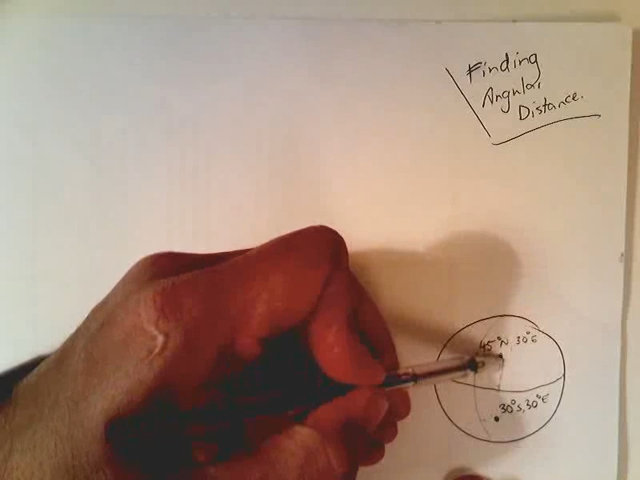 Finding
Angular
Distance.
45°N, 30°E
30°S, 30°E